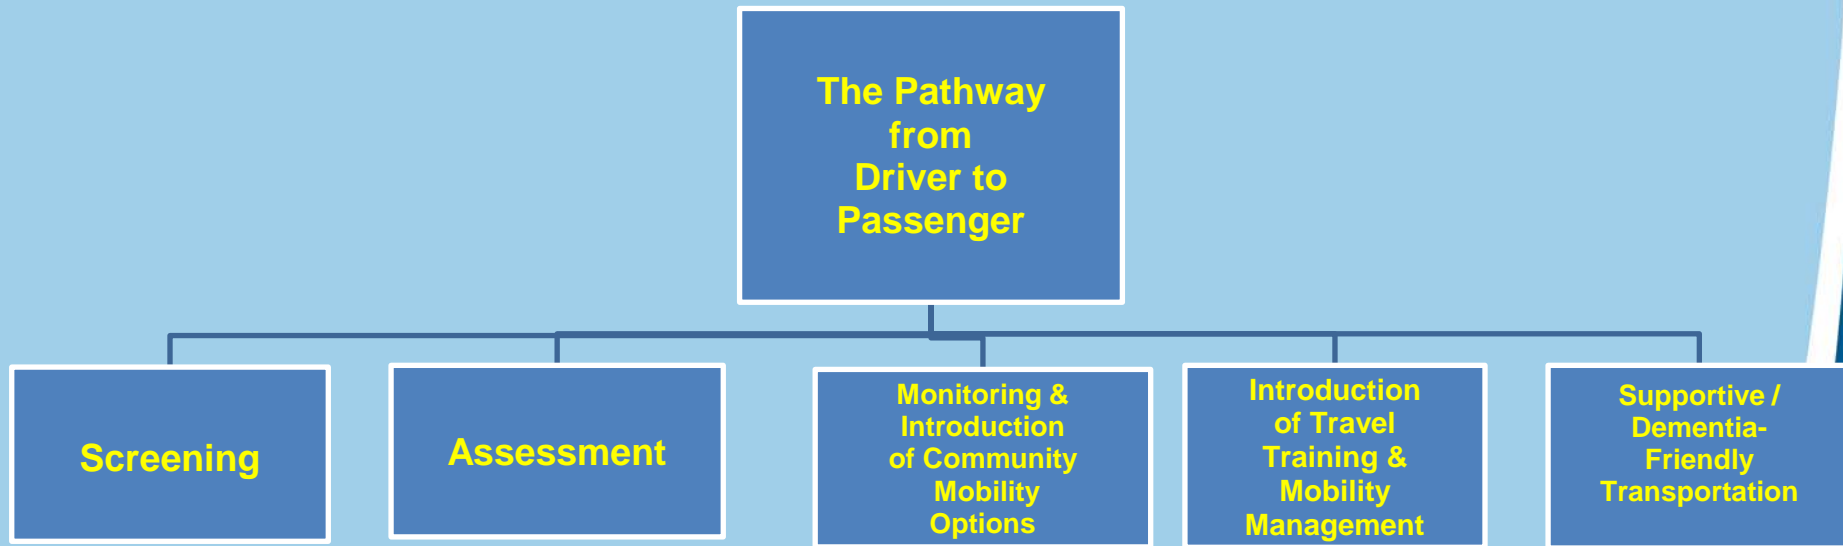 The Pathway
from
Driver to
Passenger
Screening
Assessment
Monitoring &
Introduction
of Community
Mobility
Options
Introduction
of Travel
Training &
Mobility
Management
Supportive /
Dementia-
Friendly
Transportation